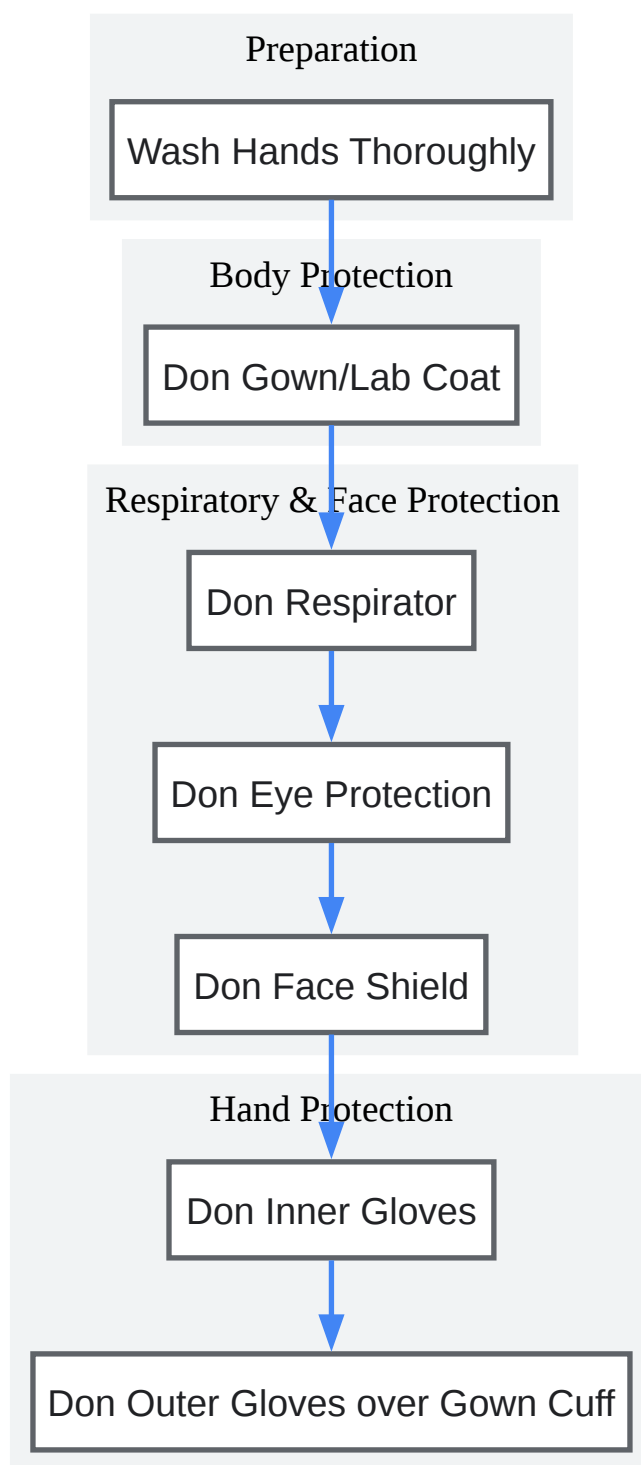 Preparation
Wash Hands Thoroughly
Body Protection
Don Gown/Lab Coat
Respiratory & Face Protection
Don Respirator
Don Eye Protection
Don Face Shield
Hand Protection
Don Inner Gloves
Don Outer Gloves over Gown Cuff